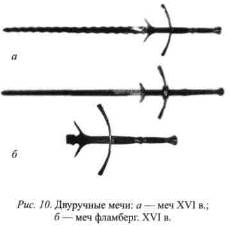 а
б
Рис. 10. Двуручные мечи: а — меч XVI в.;
б — меч фламберг. XVI в.